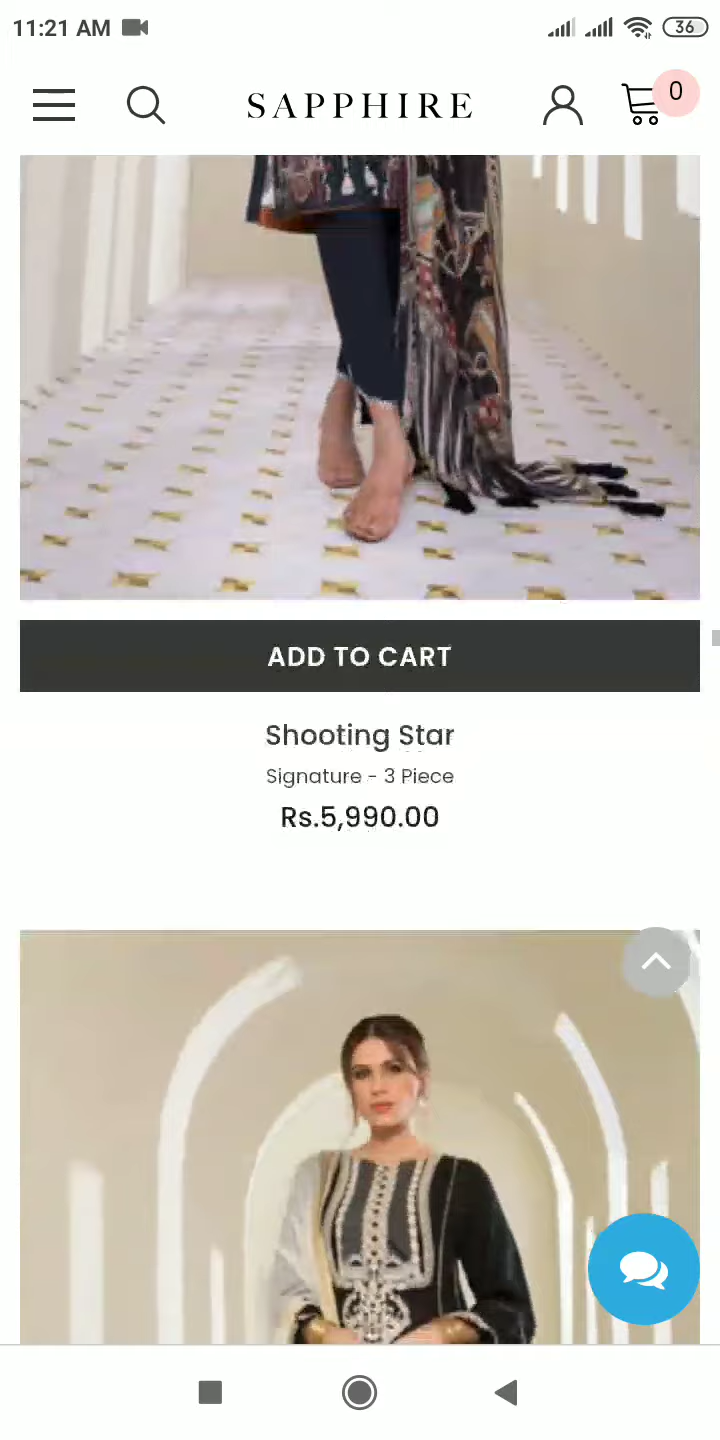 11:21 AM
36
SAPPHIRE
0
ADD TO CART
Shooting Star
Signature - 3 Piece
Rs.5,990.00